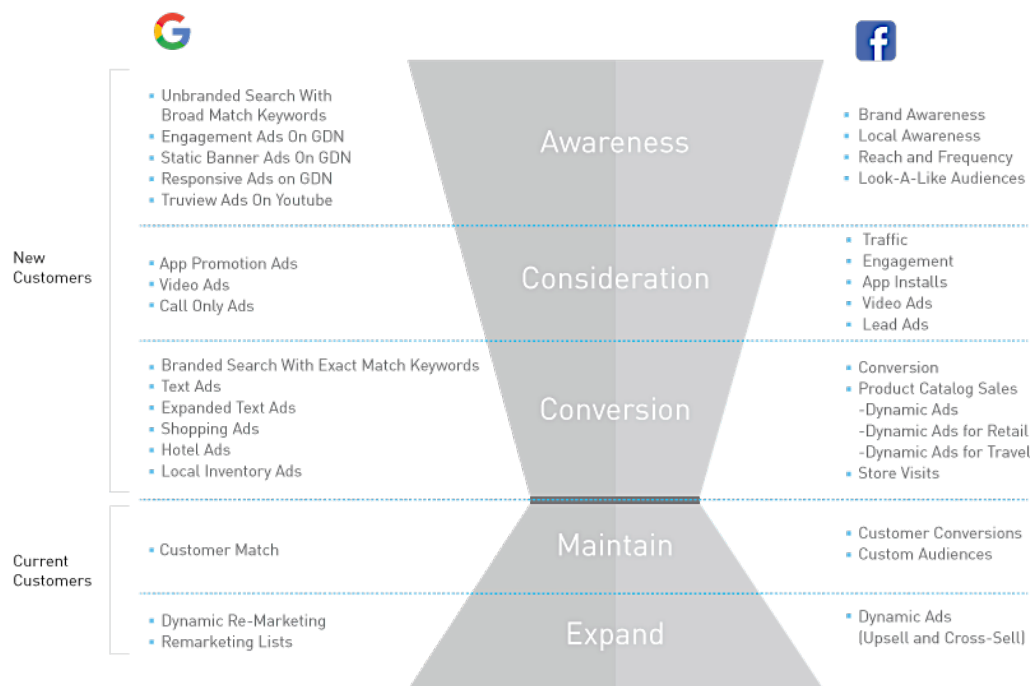 New
Customers
Unbranded Search With
Broad Match Keywords
Engagement Ads On GDN
Static Banner Ads On GDN
Responsive Ads on GDN
Truview Ads On Youtube
Awareness
Brand Awareness
Local Awareness
Reach and Frequency
Look-A-Like Audiences
App Promotion Ads
Video Ads
Call Only Ads
Consideration
Traffic
Engagement
App Installs
Video Ads
Lead Ads
Branded Search With Exact Match Keywords
Text Ads
Expanded Text Ads
Shopping Ads
Hotel Ads
Local Inventory Ads
Conversion
Conversion
Product Catalog Sales
-Dynamic Ads
-Dynamic Ads for Retail
-Dynamic Ads for Travel
Store Visits
Current
Customers
Customer Match
Maintain
Customer Conversions
Custom Audiences
Dynamic Re-Marketing
Remarketing Lists
Expand
Dynamic Ads
(Upsell and Cross-Sell)